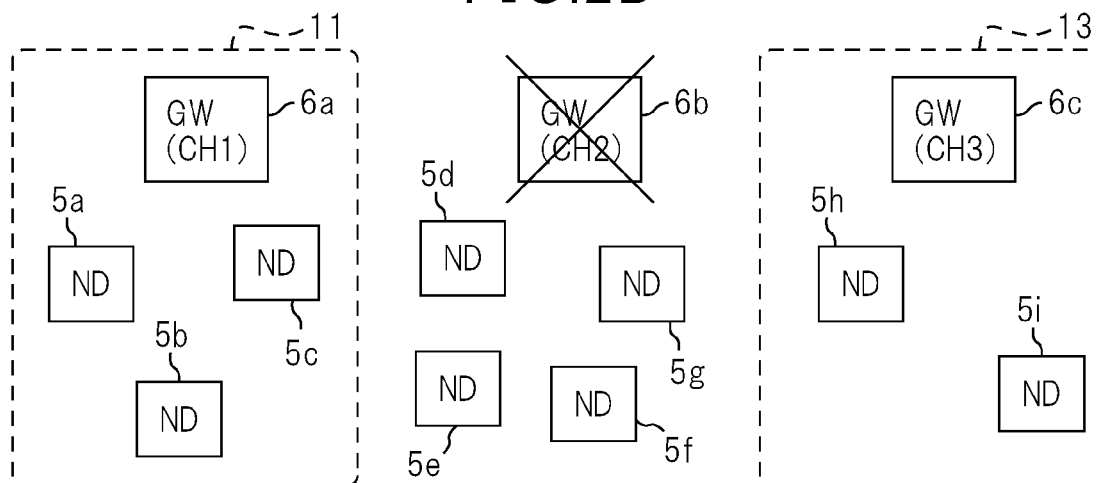 11
13
GW
(CH1)
6a
GW
(CH2)
6b
GW
(CH3)
6c
5a
ND
ND
5c
5b
ND
5d
ND
ND
5g
ND
5e
ND
5f
5h
ND
5i
ND